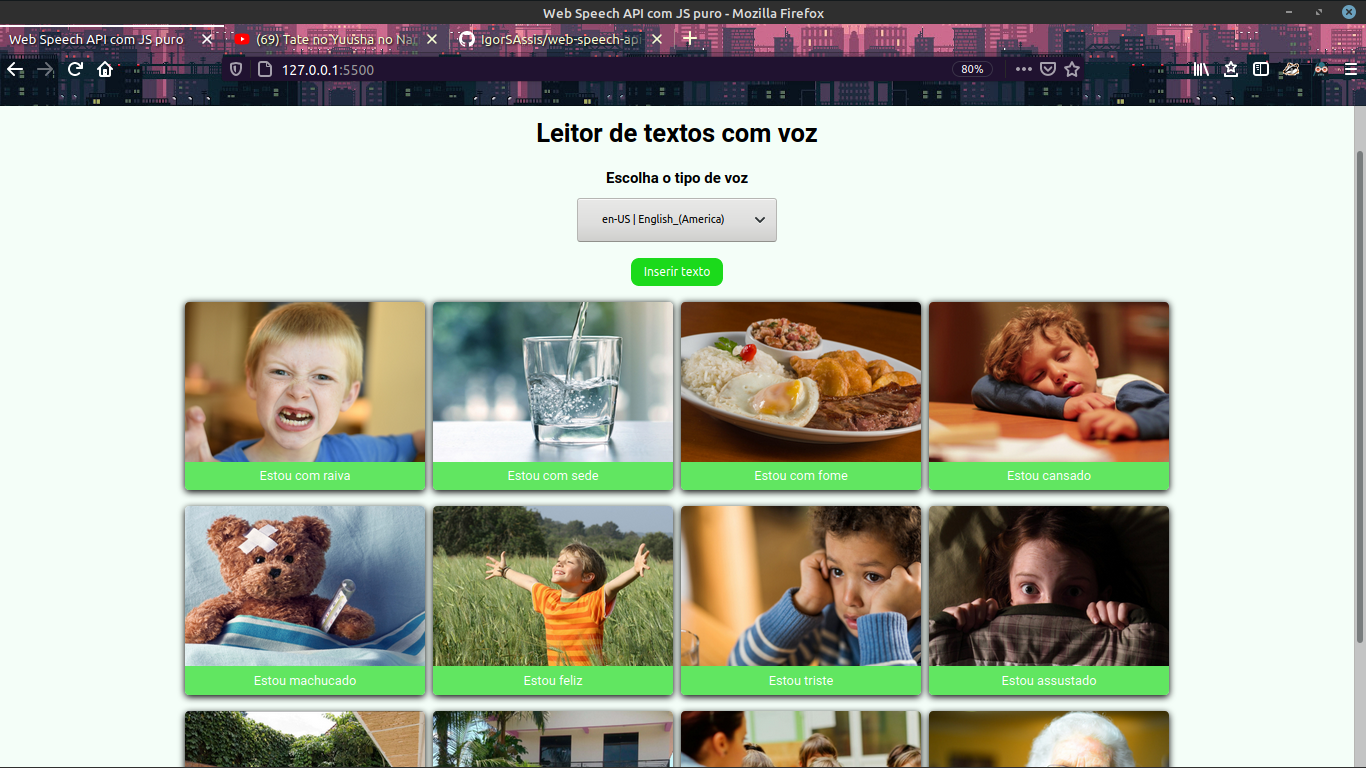 Web Speech API com JS puro - Mozilla Firefox
Web Speech API com JS puro
(69) Tate no Yuusha no Na
IgorSAssis/web-speech-api
127.0.0.1:5500
80%
Leitor de textos com voz
Escolha o tipo de voz
en-US | English_(America)
Inserir texto
Estou com raiva
Estou com sede
Estou com fome
Estou cansado
Estou machucado
Estou feliz
Estou triste
Estou assustado